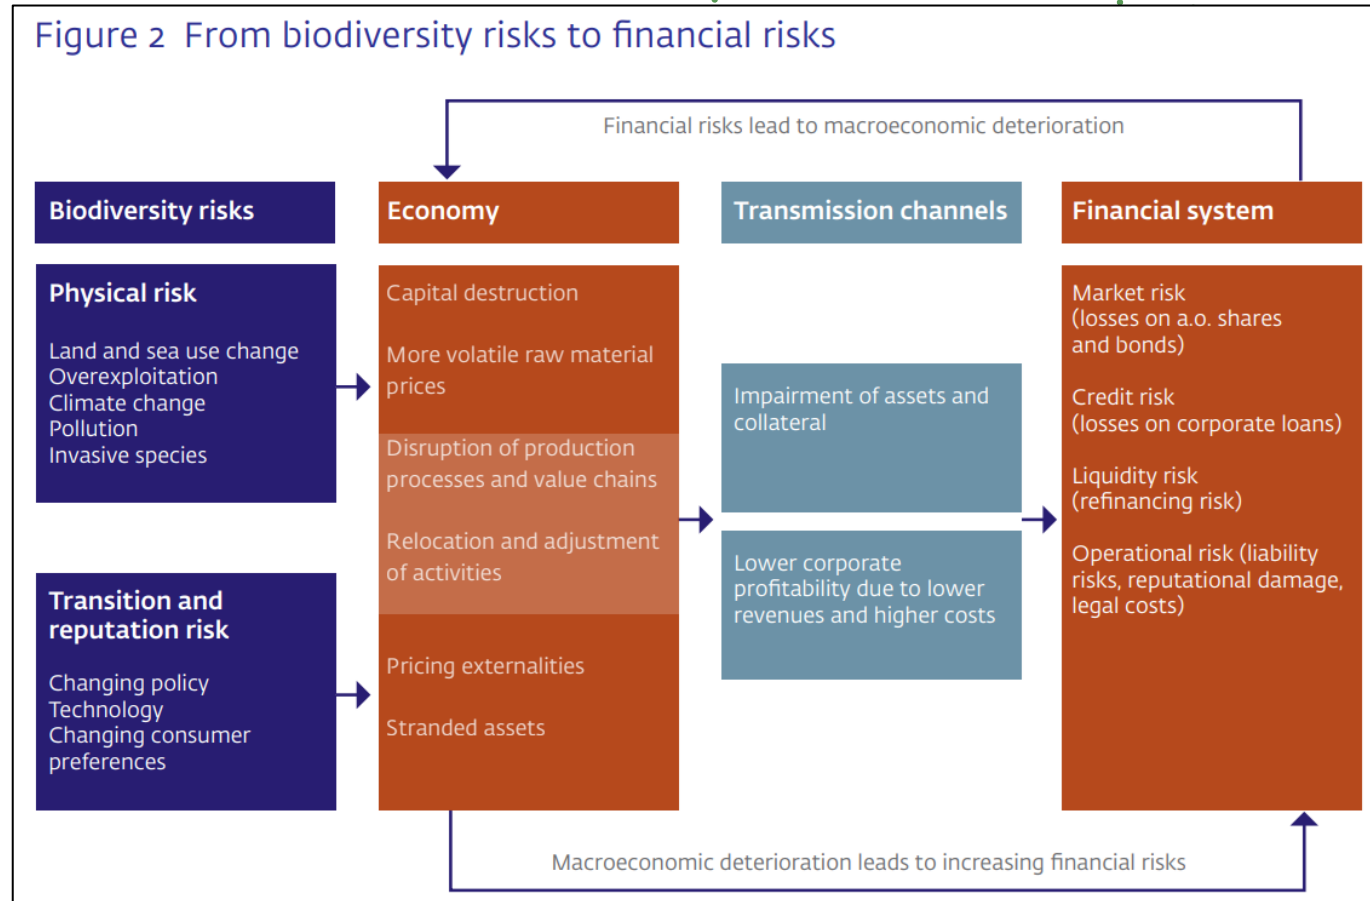 Figure 2 From biodiversity risks to financial risks
Financial risks lead to macroeconomic deterioration
Biodiversity risks
Economy
Transmission channels
Financial system
Physical risk
Land and sea use change
Overexploitation
Climate change
Pollution
Invasive species
Transition and
reputation risk
Changing policy
Technology
Changing consumer
preferences
Capital destruction
More volatile raw material
prices
Disruption of production
processes and value chains
Relocation and adjustment
of activities
Pricing externalities
Stranded assets
Impairment of assets and
collateral
Lower corporate
profitability due to lower
revenues and higher costs
Market risk
(losses on a.o. shares
and bonds)
Credit risk
(losses on corporate loans)
Liquidity risk
(refinancing risk)
Operational risk (liability
risks, reputational damage,
legal costs)
Macroeconomic deterioration leads to increasing financial risks